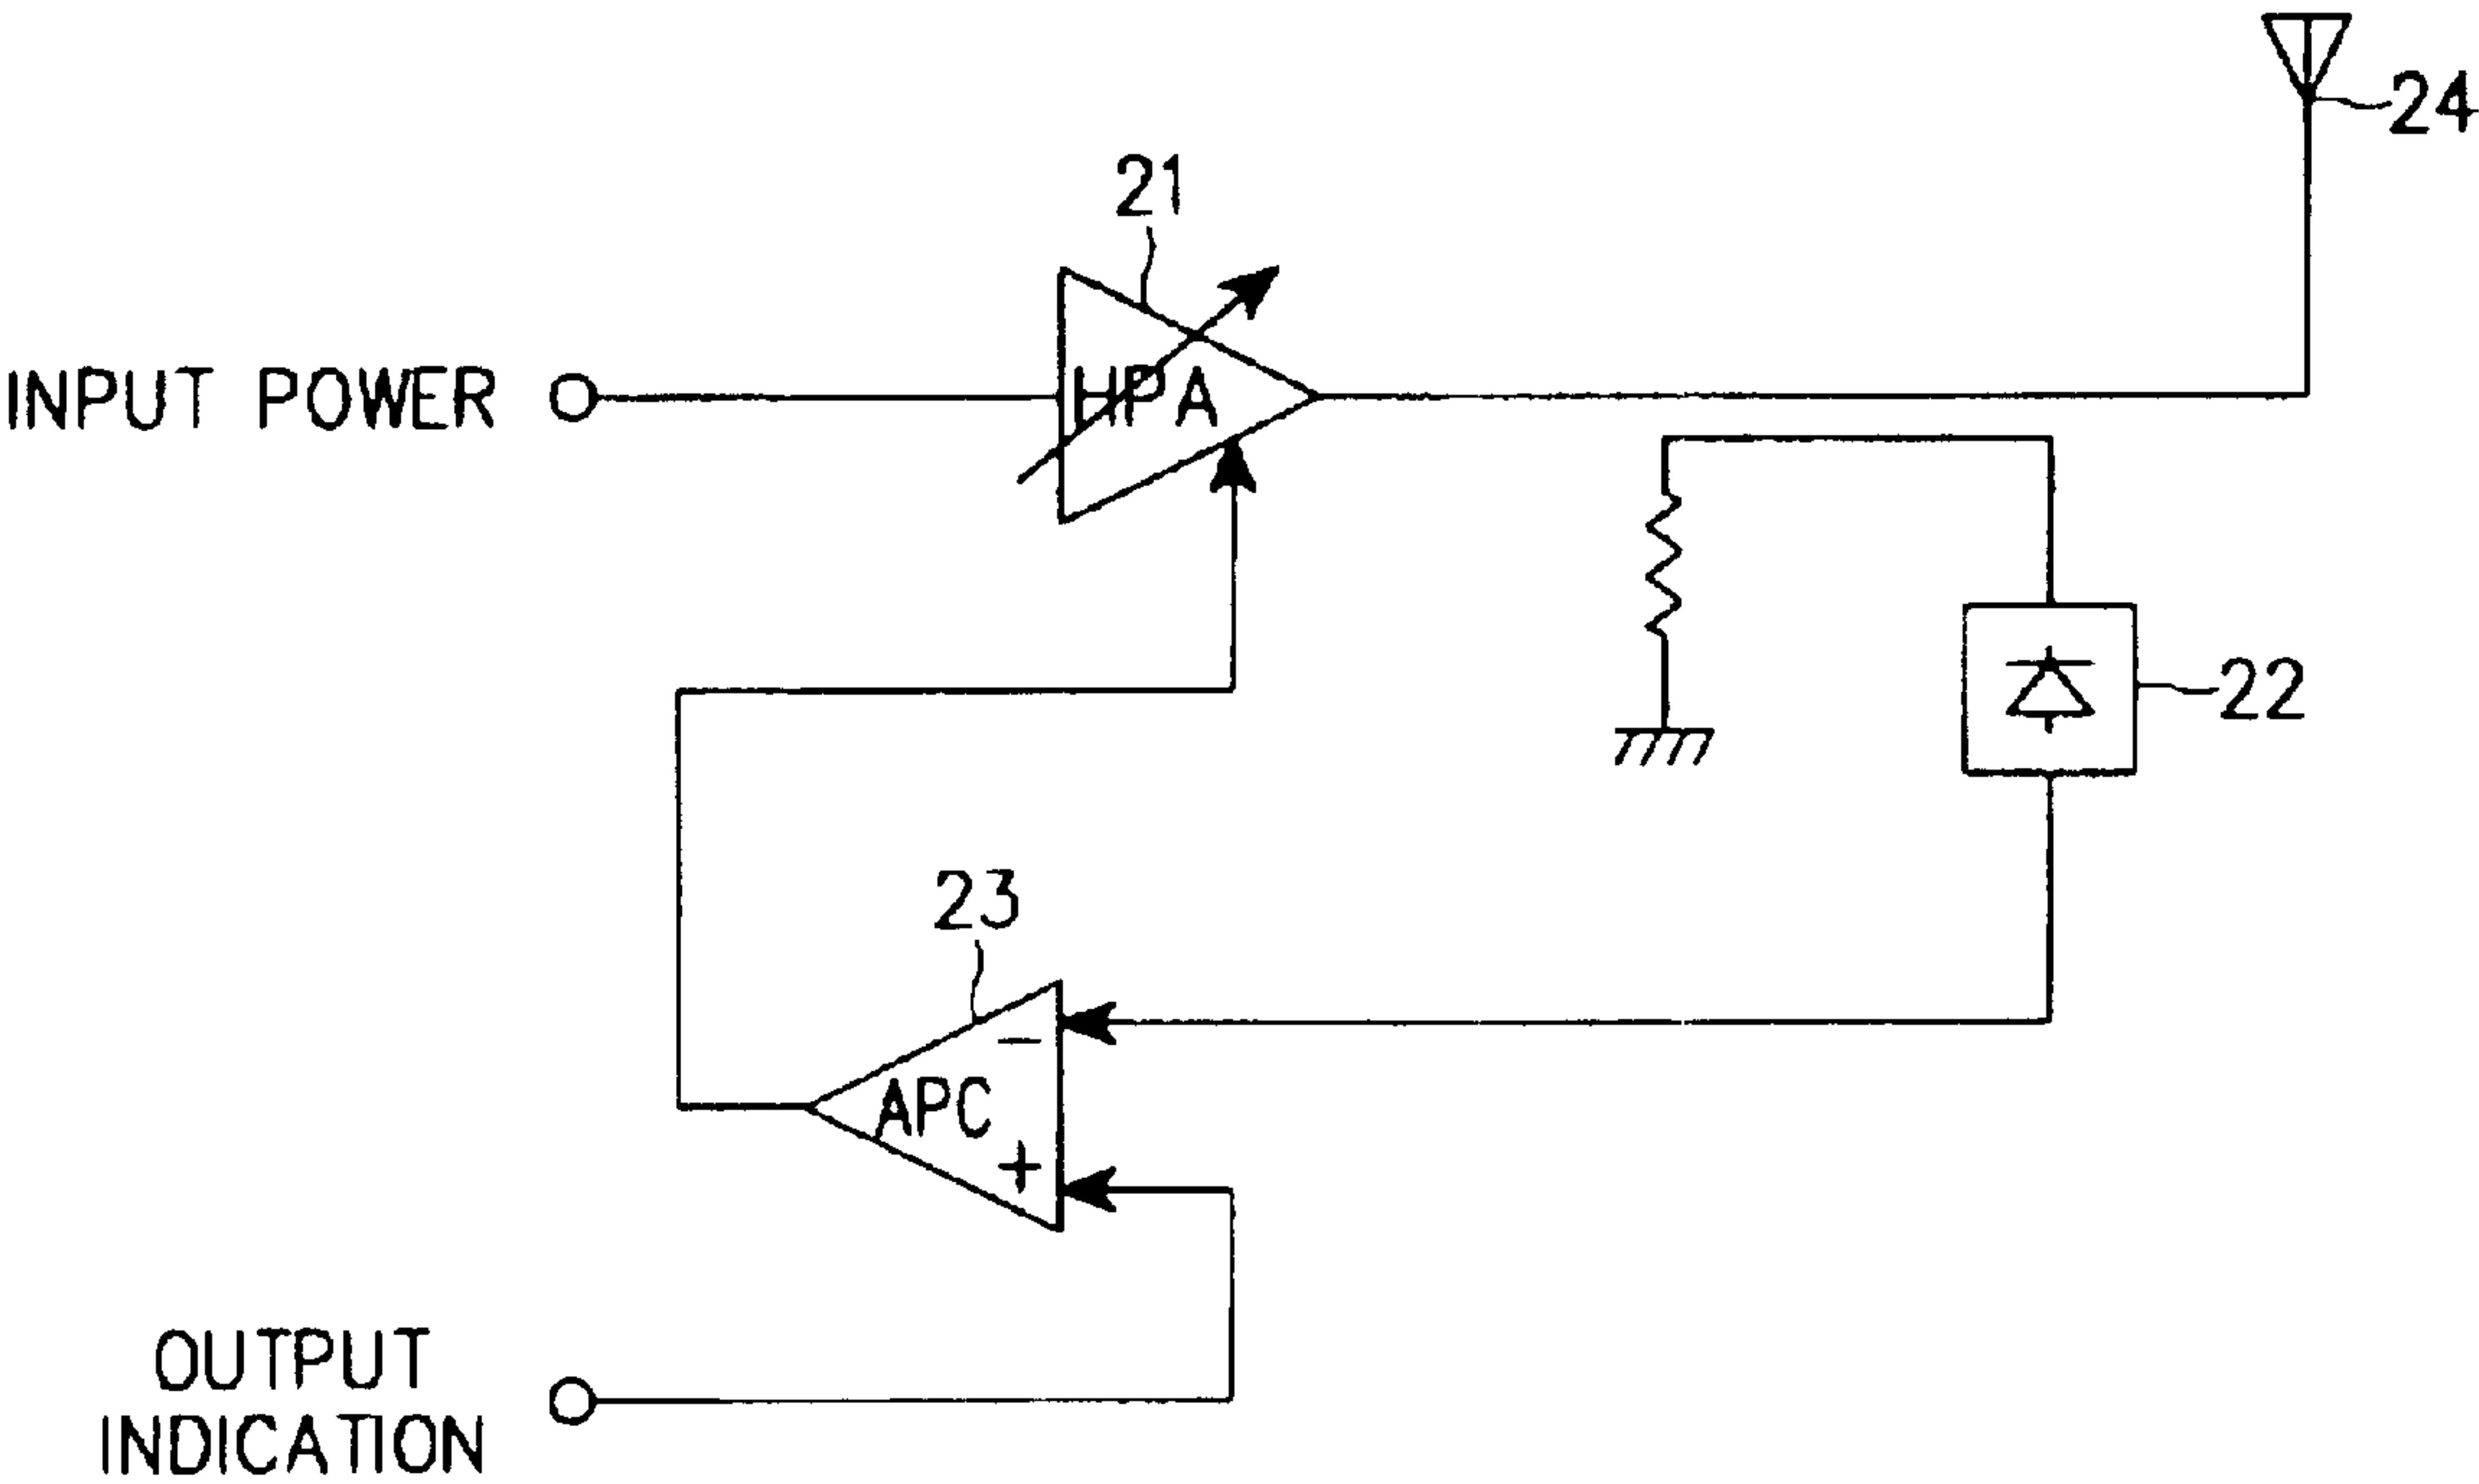 24
21
INPUT POWER
HPA
22
23
−
APC
+
OUTPUT
INDICATION